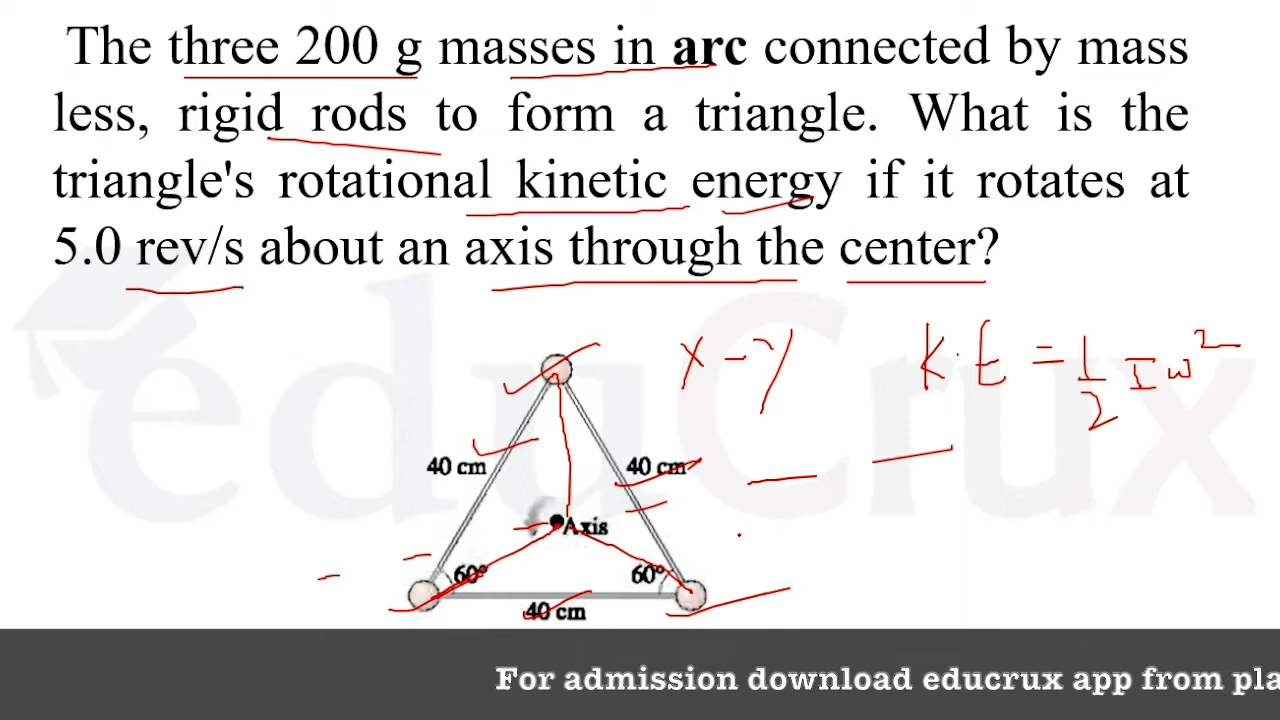 The three 200 g masses in arc connected by mass
less, rigid rods to form a triangle. What is the
triangle's rotational kinetic energy if it rotates at
5.0 rev/s about an axis through the center?
eduCrux
x-y
K.E = 1/2 Iω²
40 cm
40 cm
Axis
60°
60°
40 cm
For admission download educrux app from pla